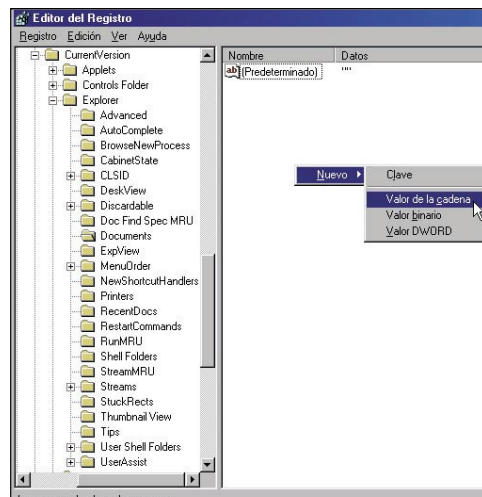 Editor del Registro
Registro Edición Ver Ayuda
CurrentVersion
Applets
Controls Folder
Explorer
Advanced
AutoComplete
BrowseNewProcess
CabinetState
CLSID
DeskView
Discardable
Doc Find Spec MRU
Documents
ExpView
MenuOrder
NewShortcutHandlers
Printers
RecentDocs
RestartCommands
RunMRU
Shell Folders
StreamMRU
Streams
StuckRects
Thumbnail View
Tips
User Shell Folders
UserAssist
Nombre Datos
ab (Predeterminado) ""
Nuevo
Clave
Valor de la cadena
Valor binario
Valor DWORD